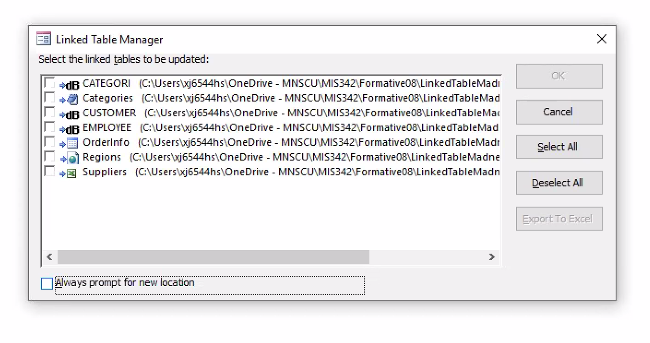 Linked Table Manager
Select the linked tables to be updated:
CATEGORI (C:\Users\xj6544hs\OneDrive - MNSCU\MIS342\Formative08\LinkedTableMadn
Categories (C:\Users\xj6544hs\OneDrive - MNSCU\MIS342\Formative08\LinkedTableMadr
CUSTOMER (C:\Users\xj6544hs\OneDrive - MNSCU\MIS342\Formative08\LinkedTableMad
EMPLOYEE (C:\Users\xj6544hs\OneDrive - MNSCU\MIS342\Formative08\LinkedTableMad
OrderInfo (C:\Users\xj6544hs\OneDrive - MNSCU\MIS342\Formative08\LinkedTableMadr
Regions (C:\Users\xj6544hs\OneDrive - MNSCU\MIS342\Formative08\LinkedTableMadne
Suppliers (C:\Users\xj6544hs\OneDrive - MNSCU\MIS342\Formative08\LinkedTableMadn
Always prompt for new location
OK
Cancel
Select All
Deselect All
Export To Excel